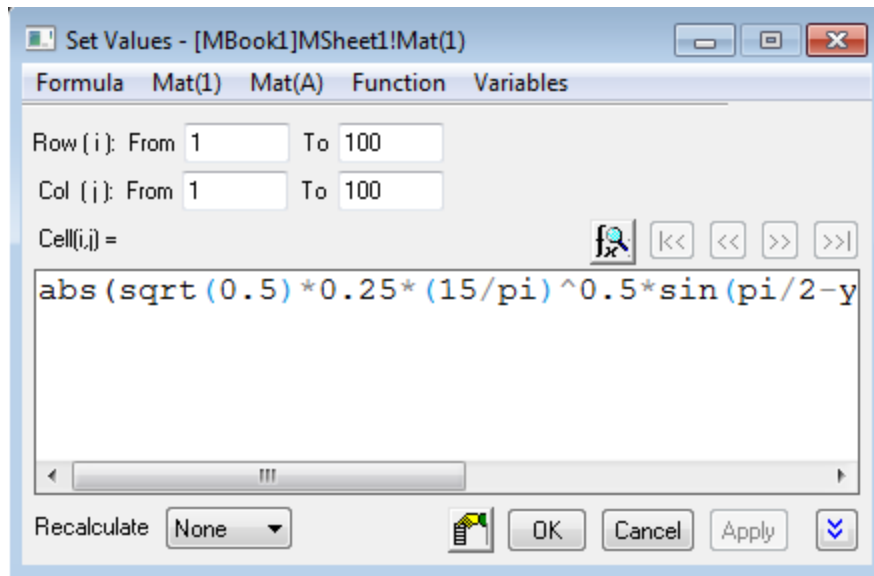 Set Values - [MBook1]MSheet1!Mat(1)
Formula Mat(1) Mat(A) Function Variables
Row ( i ): From 1 To 100
Col ( j ): From 1 To 100
Cell(i,j) =
fx |<< << >> >>|
abs(sqrt(0.5)*0.25*(15/pi)^0.5*sin(pi/2-y
Recalculate None OK Cancel Apply